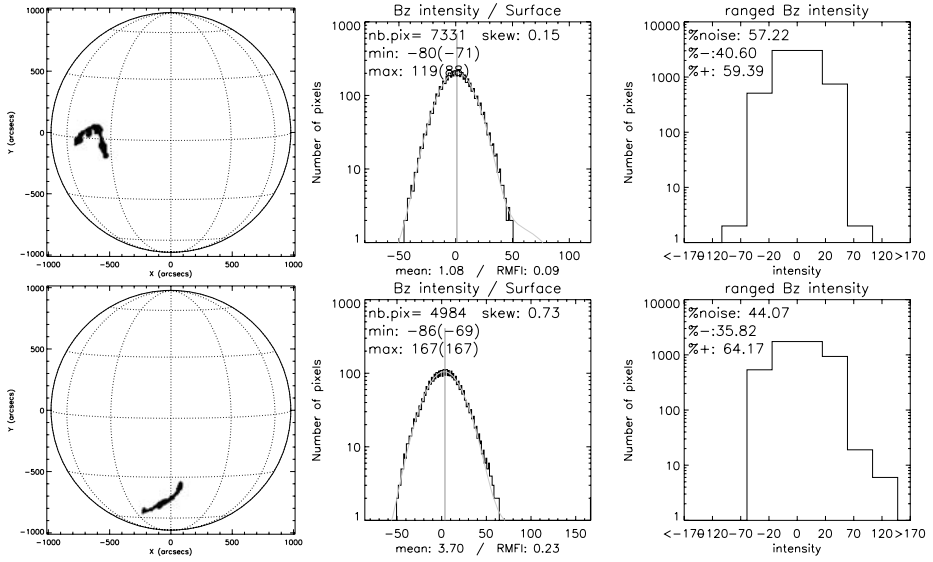 1000
500
0
−500
−1000
Y (arcsecs)
−1000 −500 0 500 1000
X (arcsecs)
Bz intensity / Surface
nb.pix= 7331 skew: 0.15
min: −80(−71)
max: 119(88)
1000
100
10
1
Number of pixels
−50 0 50 100
mean: 1.08 / RMFI: 0.09
ranged Bz intensity
%noise: 57.22
%−:40.60
%+: 59.39
10000
1000
100
10
1
Number of pixels
<−170−120−70 −20 20 70 120 >170
intensity
1000
500
0
−500
−1000
Y (arcsecs)
−1000 −500 0 500 1000
X (arcsecs)
Bz intensity / Surface
nb.pix= 4984 skew: 0.73
min: −86(−69)
max: 167(167)
1000
100
10
1
Number of pixels
−50 0 50 100 150
mean: 3.70 / RMFI: 0.23
ranged Bz intensity
%noise: 44.07
%−:35.82
%+: 64.17
10000
1000
100
10
1
Number of pixels
<−170−120−70 −20 20 70 120 >170
intensity